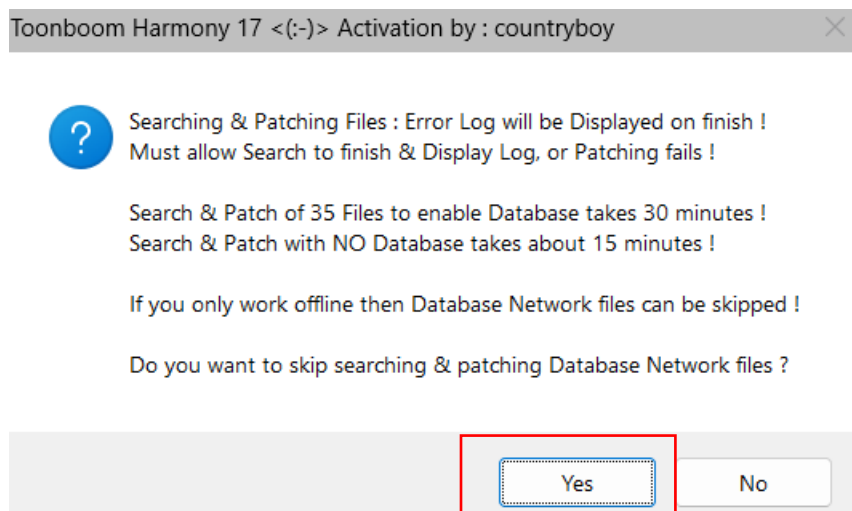 Toonboom Harmony 17 <(:-)> Activation by : countryboy
Searching & Patching Files : Error Log will be Displayed on finish !
Must allow Search to finish & Display Log, or Patching fails !
Search & Patch of 35 Files to enable Database takes 30 minutes !
Search & Patch with NO Database takes about 15 minutes !
If you only work offline then Database Network files can be skipped !
Do you want to skip searching & patching Database Network files ?
Yes
No